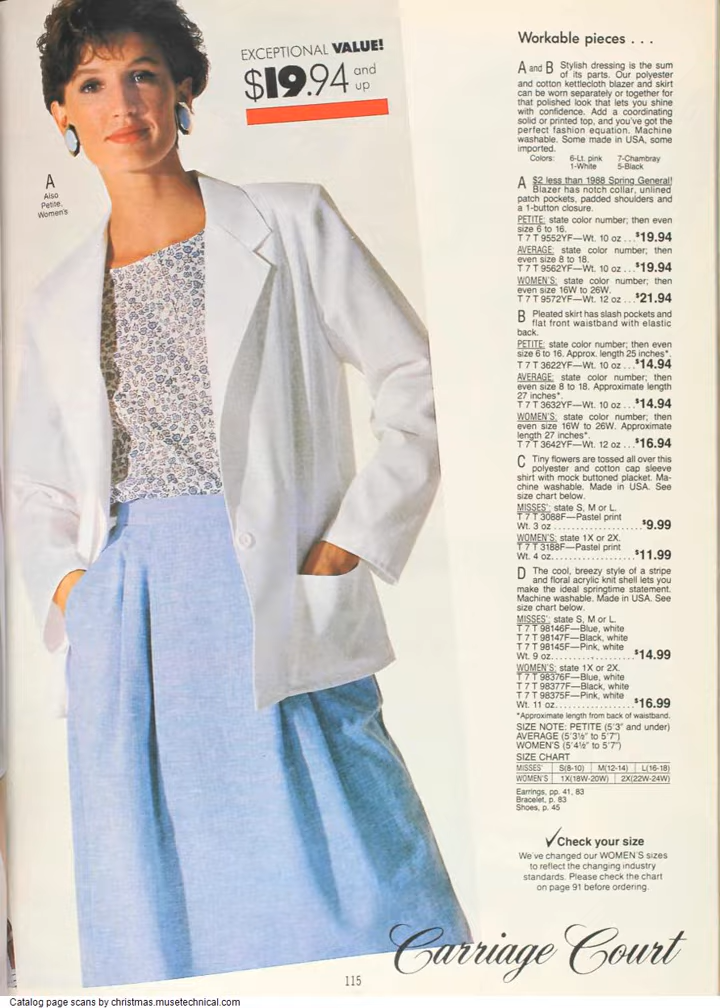 EXCEPTIONAL VALUE!
$19.94 and
up
A
Also
Petite,
Women's
Workable pieces . . .
A and B Stylish dressing is the sum
of its parts. Our polyester
and cotton kettlecloth blazer and skirt
can be worn separately or together for
that polished look that lets you shine
with confidence. Add a coordinating
solid or printed top, and you've got the
perfect fashion equation. Machine
washable. Some made in USA, some
imported.
Colors: 6-Lt. pink 7-Chambray
1-White 5-Black
A $2 less than 1988 Spring General!
Blazer has notch collar, unlined
patch pockets, padded shoulders and
a 1-button closure.
PETITE: state color number; then even
size 6 to 16.
T 7 T 9552YF—Wt. 10 oz ... $19.94
AVERAGE: state color number; then
even size 8 to 18.
T 7 T 9562YF—Wt. 10 oz ... $19.94
WOMEN'S: state color number; then
even size 16W to 26W.
T 7 T 9572YF—Wt. 12 oz ... $21.94
B Pleated skirt has slash pockets and
flat front waistband with elastic
back.
PETITE: state color number; then even
size 6 to 16. Approx. length 25 inches*.
T 7 T 3622YF—Wt. 10 oz ... $14.94
AVERAGE: state color number; then
even size 8 to 18. Approximate length
27 inches*.
T 7 T 3632YF—Wt. 10 oz ... $14.94
WOMEN'S: state color number; then
even size 16W to 26W. Approximate
length 27 inches*.
T 7 T 3642YF—Wt. 12 oz ... $16.94
C Tiny flowers are tossed all over this
polyester and cotton cap sleeve
shirt with mock buttoned placket. Ma-
chine washable. Made in USA. See
size chart below.
MISSES': state S, M or L.
T 7 T 3088F—Pastel print
Wt. 3 oz ..................... $9.99
WOMEN'S: state 1X or 2X.
T 7 T 3188F—Pastel print
Wt. 4 oz..................... $11.99
D The cool, breezy style of a stripe
and floral acrylic knit shell lets you
make the ideal springtime statement.
Machine washable. Made in USA. See
size chart below.
MISSES': state S, M or L.
T 7 T 98146F—Blue, white
T 7 T 98147F—Black, white
T 7 T 98145F—Pink, white
Wt. 9 oz..................... $14.99
WOMEN'S: state 1X or 2X.
T 7 T 98376F—Blue, white
T 7 T 98377F—Black, white
T 7 T 98375F—Pink, white
Wt. 11 oz..................... $16.99
*Approximate length from back of waistband.
SIZE NOTE: PETITE (5'3" and under)
AVERAGE (5'3½" to 5'7")
WOMEN'S (5'4½" to 5'7")
SIZE CHART
MISSES' S(8-10) M(12-14) L(16-18)
WOMEN'S 1X(18W-20W) 2X(22W-24W)
Earrings, pp. 41, 83
Bracelet, p. 83
Shoes, p. 45
✓Check your size
We've changed our WOMEN'S sizes
to reflect the changing industry
standards. Please check the chart
on page 91 before ordering.
Carriage Court
115
Catalog page scans by christmas.musetechnical.com